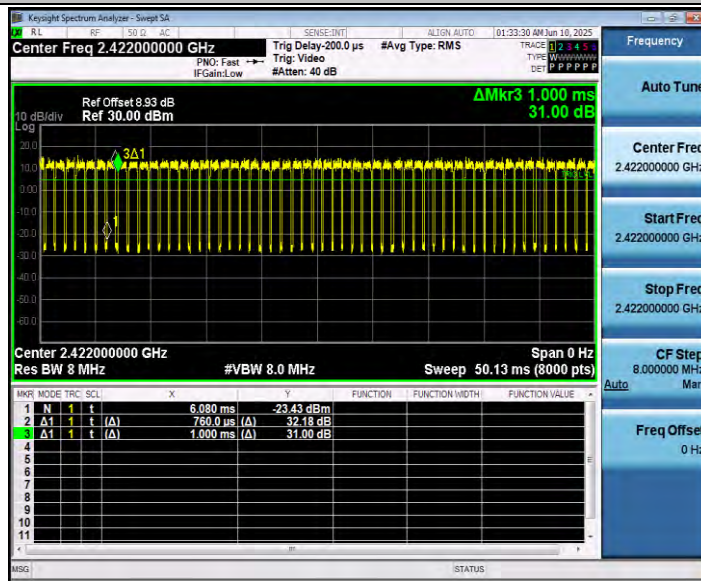 Keysight Spectrum Analyzer - Swept SA
RL RF 50 Ω AC SENSE:INT ALIGN AUTO 01:33:30 AM Jun 10, 2025
Center Freq 2.422000000 GHz
PNO: Fast
IFGain:Low
Trig Delay-200.0 µs
Trig: Video
#Atten: 40 dB
#Avg Type: RMS
TRACE 1 2 3 4 5 6
TYPE W
DET P P P P P P
Frequency
Auto Tune
Center Freq
2.422000000 GHz
Start Freq
2.422000000 GHz
Stop Freq
2.422000000 GHz
CF Step
8.000000 MHz
Auto Man
Freq Offset
0 Hz
ΔMkr3 1.000 ms
31.00 dB
Ref Offset 8.93 dB
10 dB/div Ref 30.00 dBm
Log
20.0
10.0
0.00
-10.0
-20.0
-30.0
-40.0
-50.0
-60.0
3Δ1
1
Center 2.422000000 GHz Span 0 Hz
Res BW 8 MHz #VBW 8.0 MHz Sweep 50.13 ms (8000 pts)
MKR MODE TRC SCL X Y FUNCTION FUNCTION WIDTH FUNCTION VALUE
1 N 1 t 6.080 ms -23.43 dBm
2 Δ1 1 t (Δ) 760.0 µs (Δ) 32.18 dB
3 Δ1 1 t (Δ) 1.000 ms (Δ) 31.00 dB
4
5
6
7
8
9
10
11
MSG STATUS